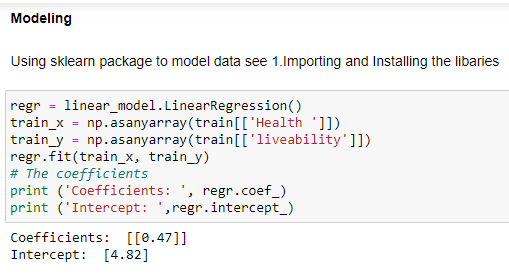 Modeling
Using sklearn package to model data see 1.Importing and Installing the libaries
regr = linear_model.LinearRegression()
train_x = np.asanyarray(train[['Health ']])
train_y = np.asanyarray(train[['liveability']])
regr.fit(train_x, train_y)
# The coefficients
print ('Coefficients: ', regr.coef_)
print ('Intercept: ',regr.intercept_)
Coefficients:  [[0.47]]
Intercept:  [4.82]